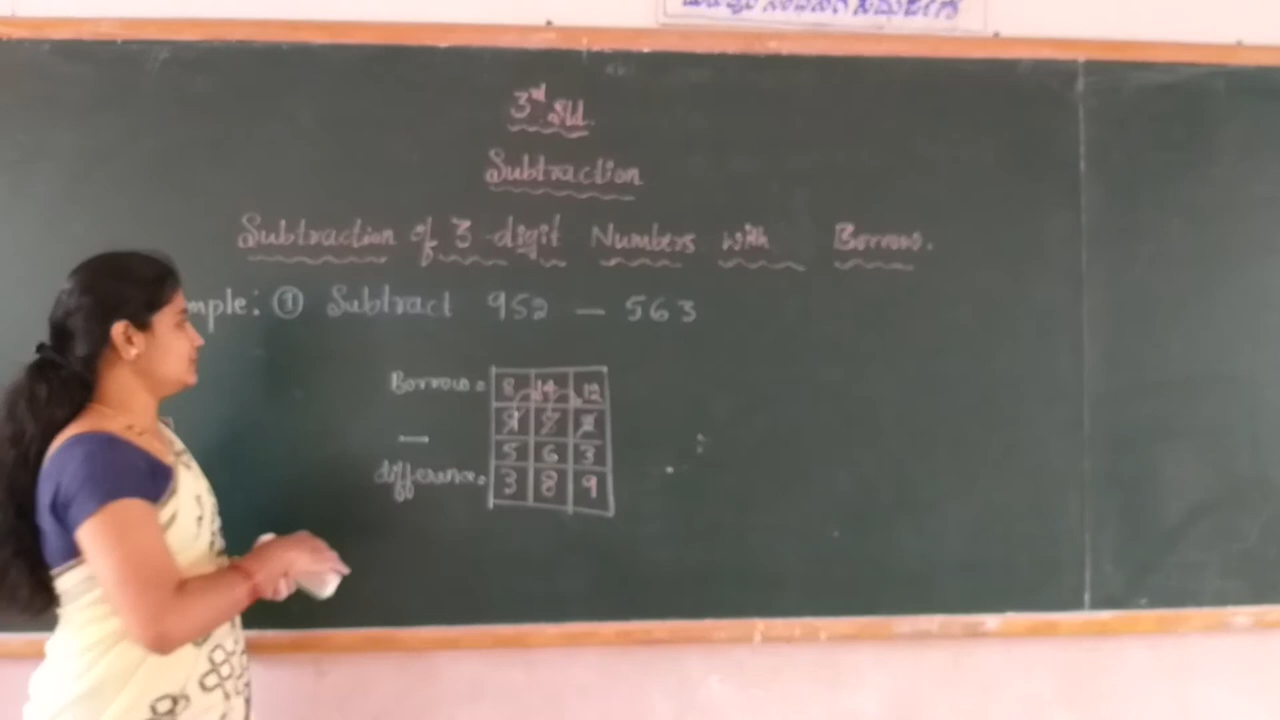 3rd Std.
Subtraction
Subtraction of 3-digit Numbers with Borrow.
mple: ① Subtract 952 — 563
Borrow = 8 14 12
— 9 5 2
5 6 3
difference = 3 8 9